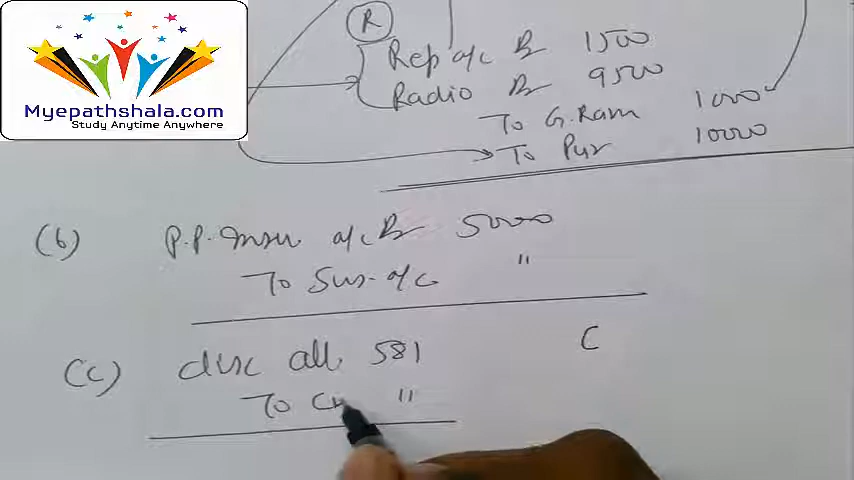 Myepathshala.com
Study Anytime Anywhere
R
Rep a/c Dr 1500
Radio Dr 9500
To G.Ram 1000
To Pur 10000
(b) P.P. Insu a/c Dr 5000
To Sus. a/c "
(c) disc all 581 C
To "